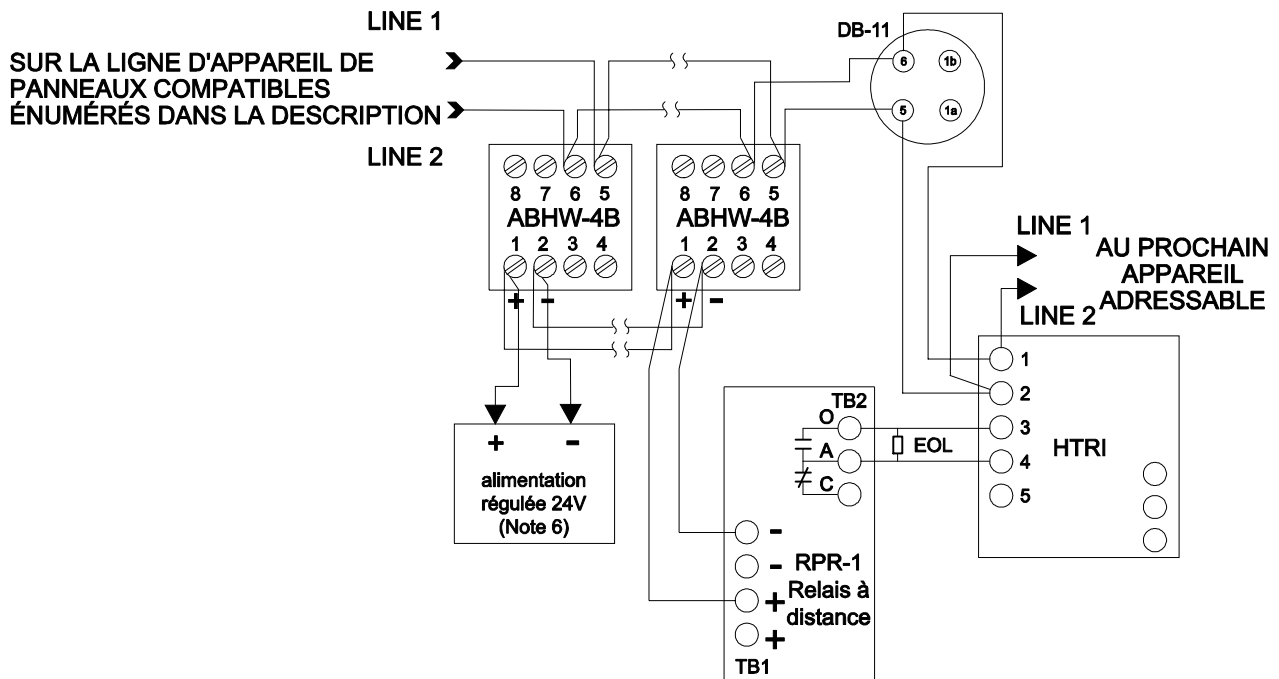 LINE 1
SUR LA LIGNE D'APPAREIL DE
PANNEAUX COMPATIBLES
ÉNUMÉRÉS DANS LA DESCRIPTION
LINE 2
8 7 6 5
ABHW-4B
1 2 3 4
+ -
8 7 6 5
ABHW-4B
1 2 3 4
+ -
DB-11
6 1b
5 1a
LINE 1
AU PROCHAIN
APPAREIL
ADRESSABLE
LINE 2
+ -
alimentation
régulée 24V
(Note 6)
TB2
O
A
C
EOL
-
-
RPR-1
Relais à
distance
+
+
TB1
1
2
3
4
5
HTRI